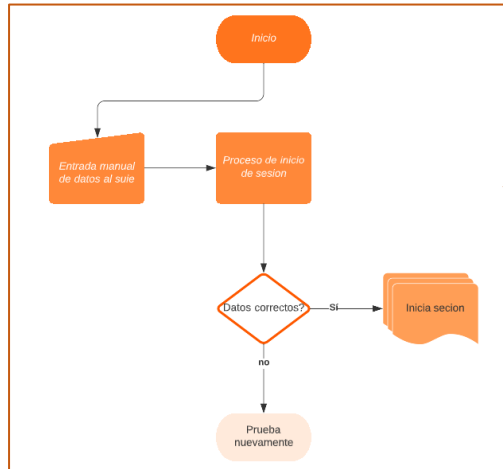 Inicio
Entrada manual
de datos al suie
Proceso de inicio
de sesion
Datos correctos?
Sí
Inicia secion
no
Prueba
nuevamente